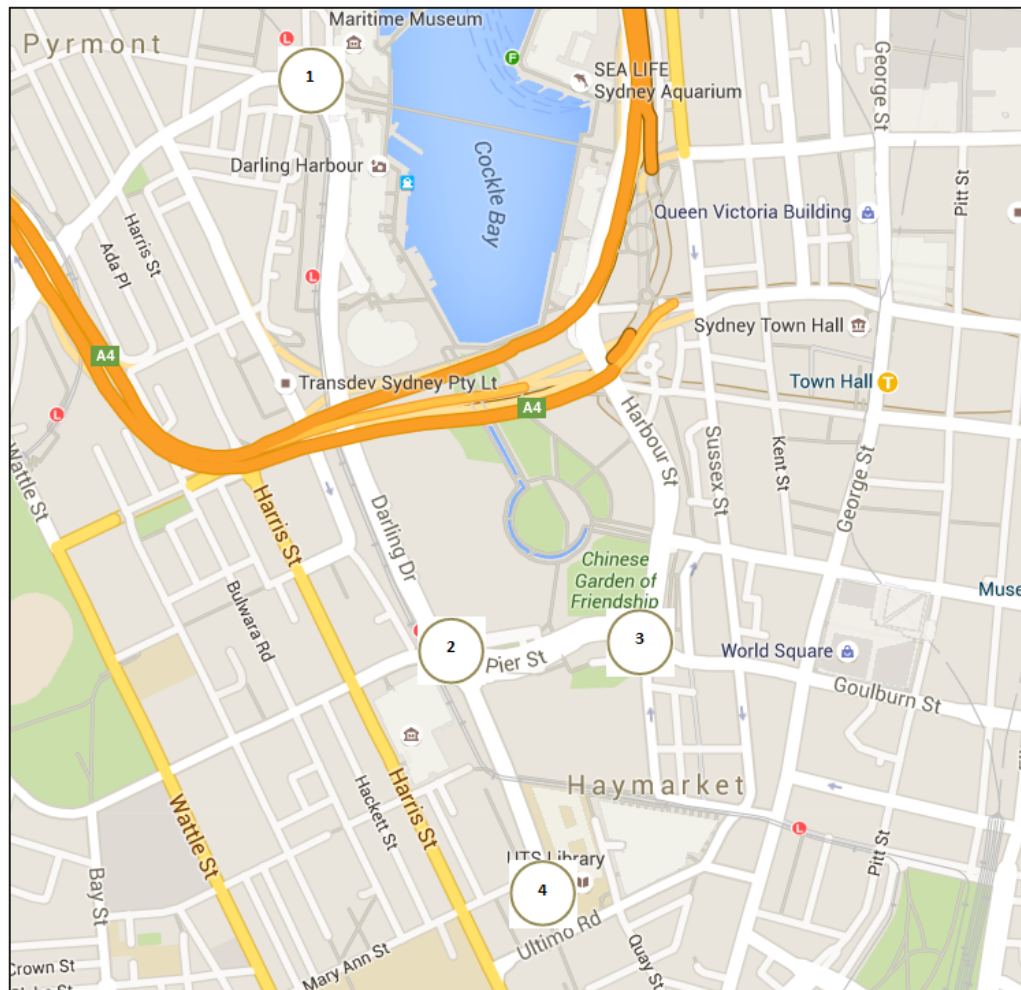 Maritime Museum
Pyrmont
L
1
F
SEA LIFE
Sydney Aquarium
George St
Darling Harbour
Cockle Bay
Pitt St
Queen Victoria Building
Harris St
Ada Pl
L
Sydney Town Hall
A4
Transdev Sydney Pty Lt
Town Hall
T
A4
L
Harbour St
Sussex St
Kent St
George St
Wattle St
Harris St
Darling Dr
Chinese
Garden of
Friendship
Muse
Bulwara Rd
2
3
Pier St
World Square
Goulburn St
Haymarket
Wattle St
Hackett St
Harris St
L
Pitt St
UTS Library
4
Bay St
Ultimo Rd
Quay St
Mary Ann St
Crown St